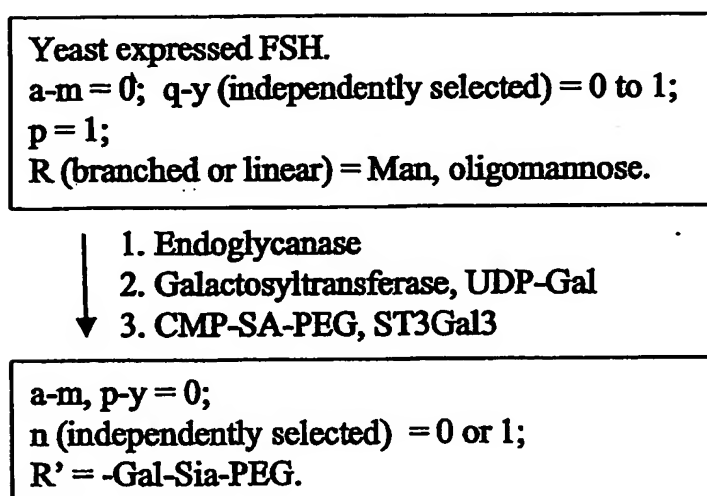 Yeast expressed FSH.
a-m = 0; q-y (independently selected) = 0 to 1;
p = 1;
R (branched or linear) = Man, oligomannose.
1. Endoglycanase
2. Galactosyltransferase, UDP-Gal
3. CMP-SA-PEG, ST3Gal3
a-m, p-y = 0;
n (independently selected) = 0 or 1;
R' = -Gal-Sia-PEG.